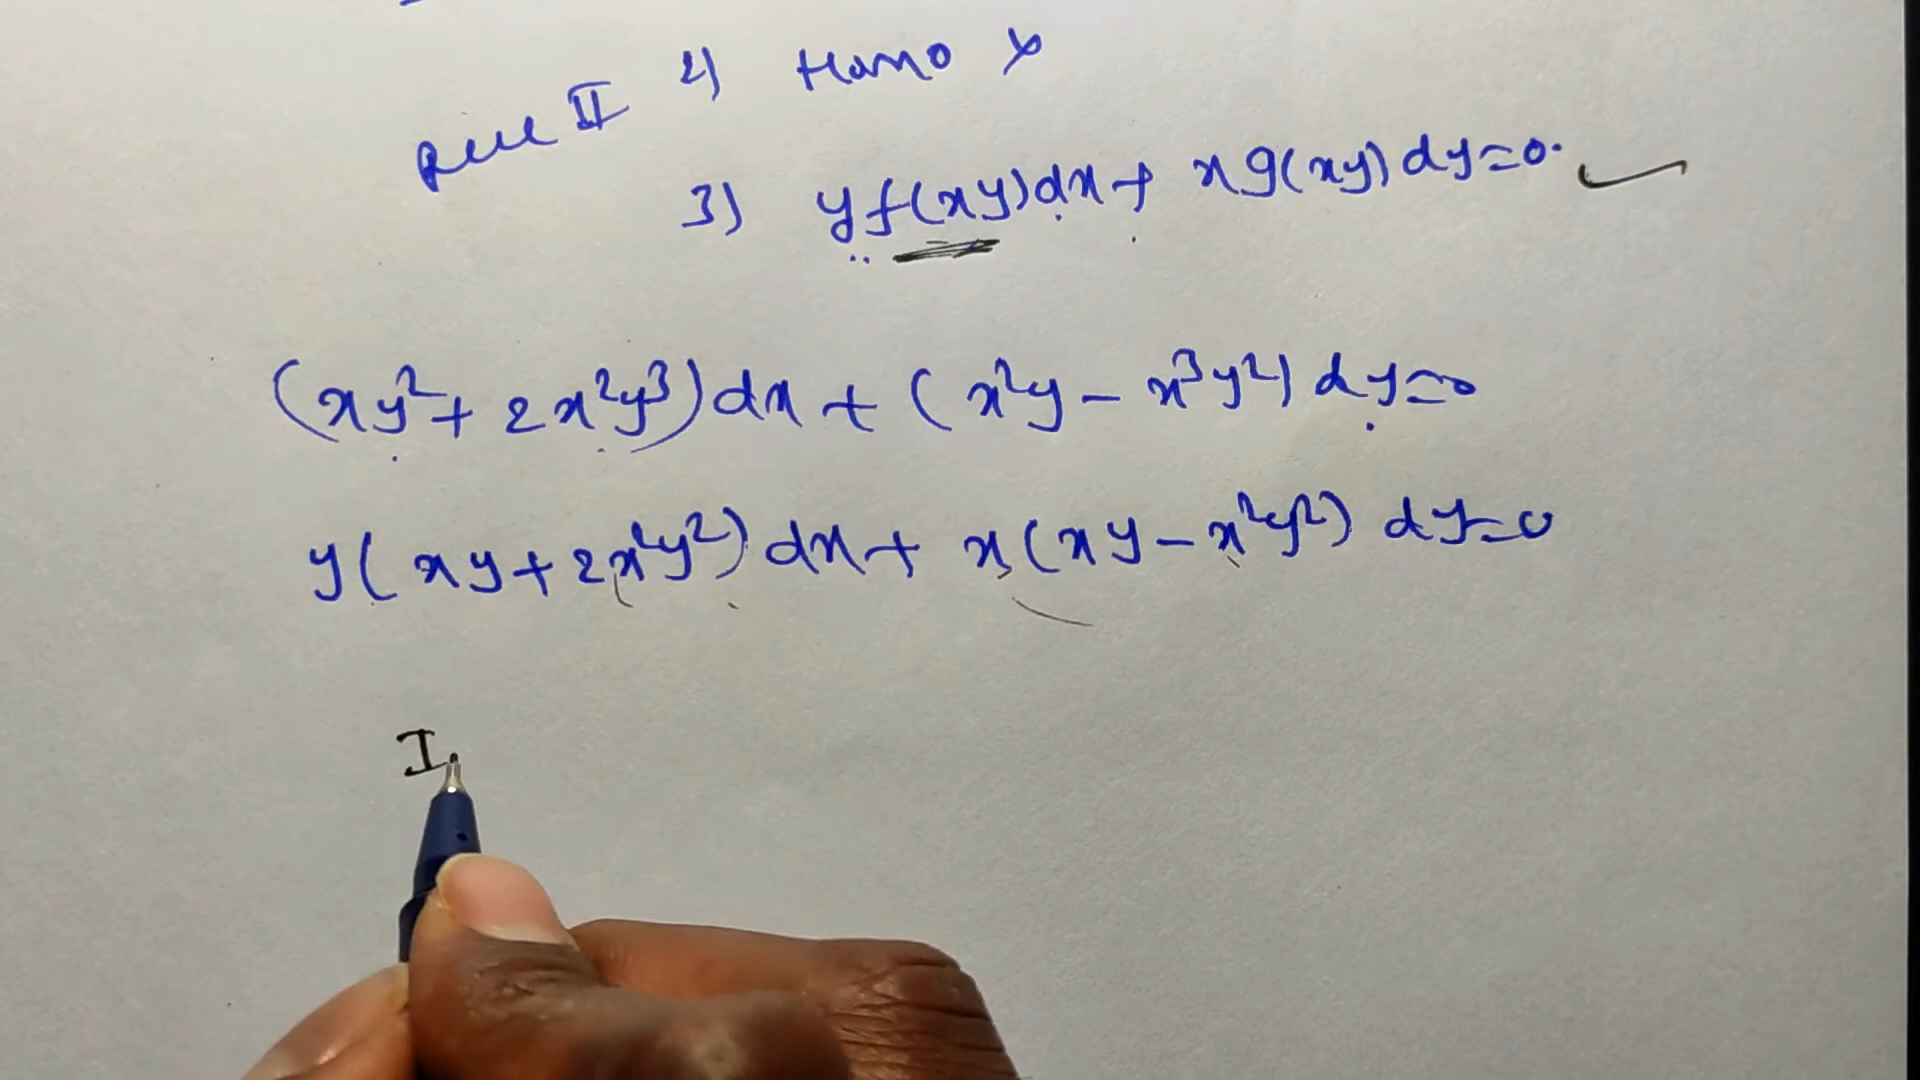 2) Homo x
Rule II
3) yf(xy)dx + xg(xy)dy=0.
(xy²+ 2x²y³)dx + (x²y - x³y²) dy=0
y(xy+2x²y²)dx + x(xy-x²y²) dy=0
I.